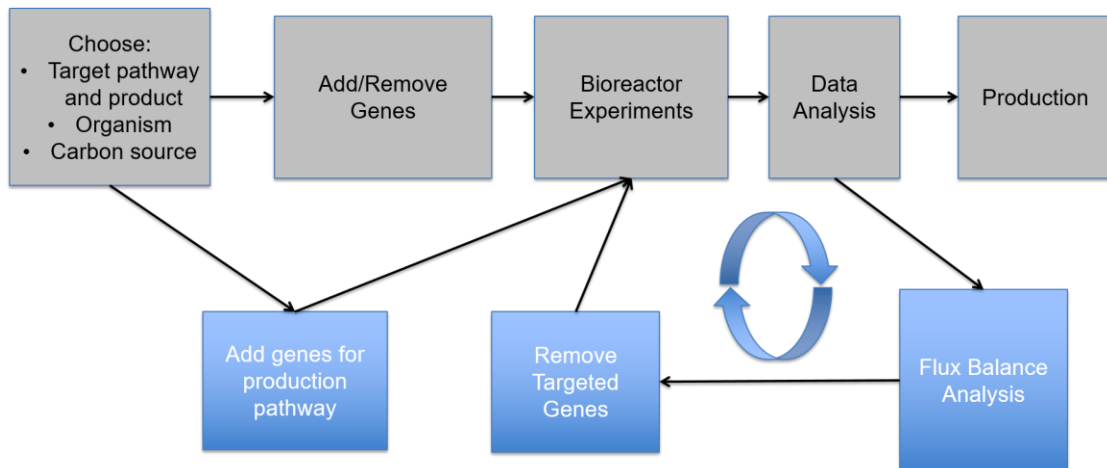 Choose:
• Target pathway
and product
• Organism
• Carbon source
Add/Remove
Genes
Bioreactor
Experiments
Data
Analysis
Production
Add genes for
production
pathway
Remove
Targeted
Genes
Flux Balance
Analysis